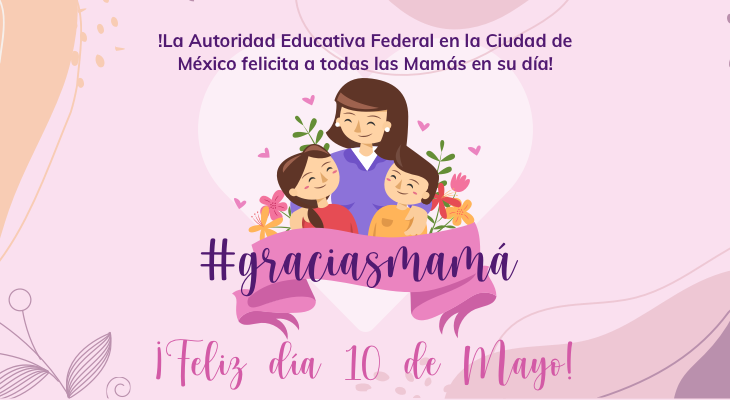 !La Autoridad Educativa Federal en la Ciudad de
México felicita a todas las Mamás en su día!
#graciasmamá
¡Feliz día 10 de Mayo!